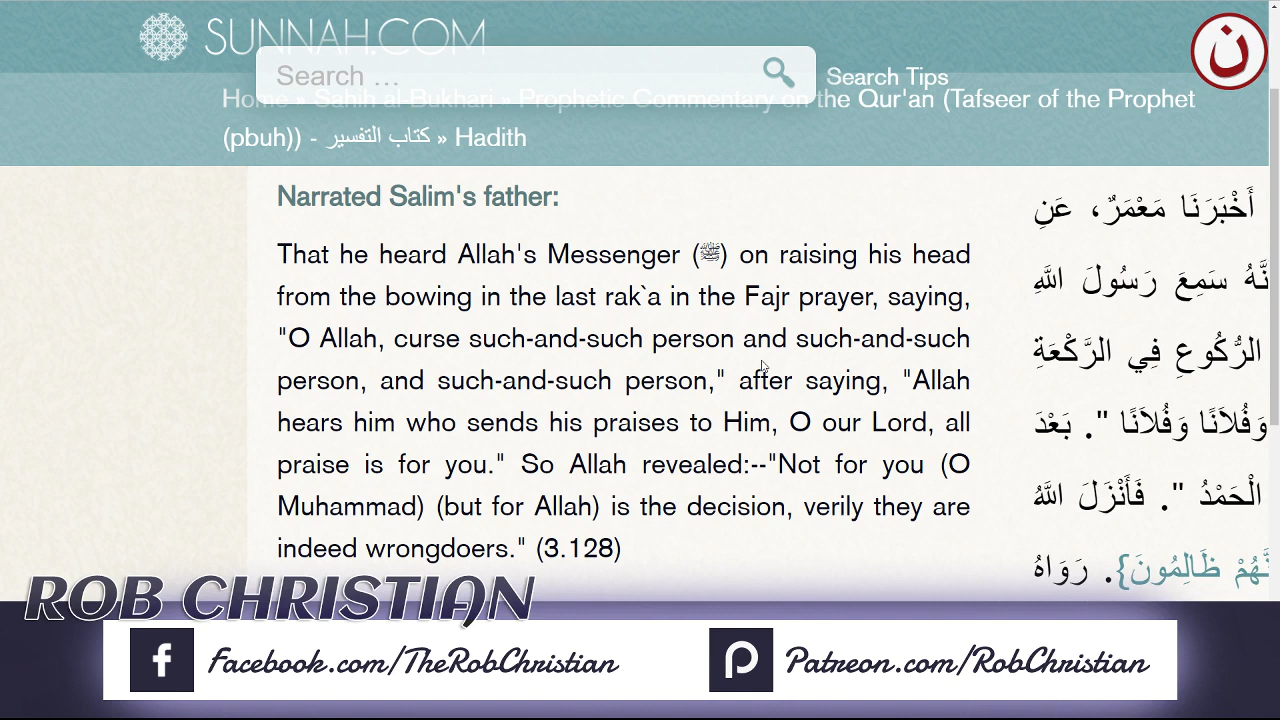 SUNNAH.COM
ن
Search …
Search Tips
Home » Sahih al-Bukhari » Prophetic Commentary on the Qur'an (Tafseer of the Prophet
(pbuh)) - كتاب التفسير » Hadith
Narrated Salim's father:
That he heard Allah's Messenger (ﷺ) on raising his head
from the bowing in the last rak`a in the Fajr prayer, saying,
"O Allah, curse such-and-such person and such-and-such
person, and such-and-such person," after saying, "Allah
hears him who sends his praises to Him, O our Lord, all
praise is for you." So Allah revealed:--"Not for you (O
Muhammad) (but for Allah) is the decision, verily they are
indeed wrongdoers." (3.128)
أَخْبَرَنَا مَعْمَرٌ، عَنِ
نَّهُ سَمِعَ رَسُولَ اللَّهِ
الرُّكُوعِ فِي الرَّكْعَةِ
وَفُلاَنًا وَفُلاَنًا ‏"‏‏.‏ بَعْدَ
الْحَمْدُ ‏"‏‏.‏ فَأَنْزَلَ اللَّهُ
نَّهُمْ ظَالِمُونَ}‏.‏ رَوَاهُ
ROB CHRISTIAN
f Facebook.com/TheRobChristian
Patreon.com/RobChristian